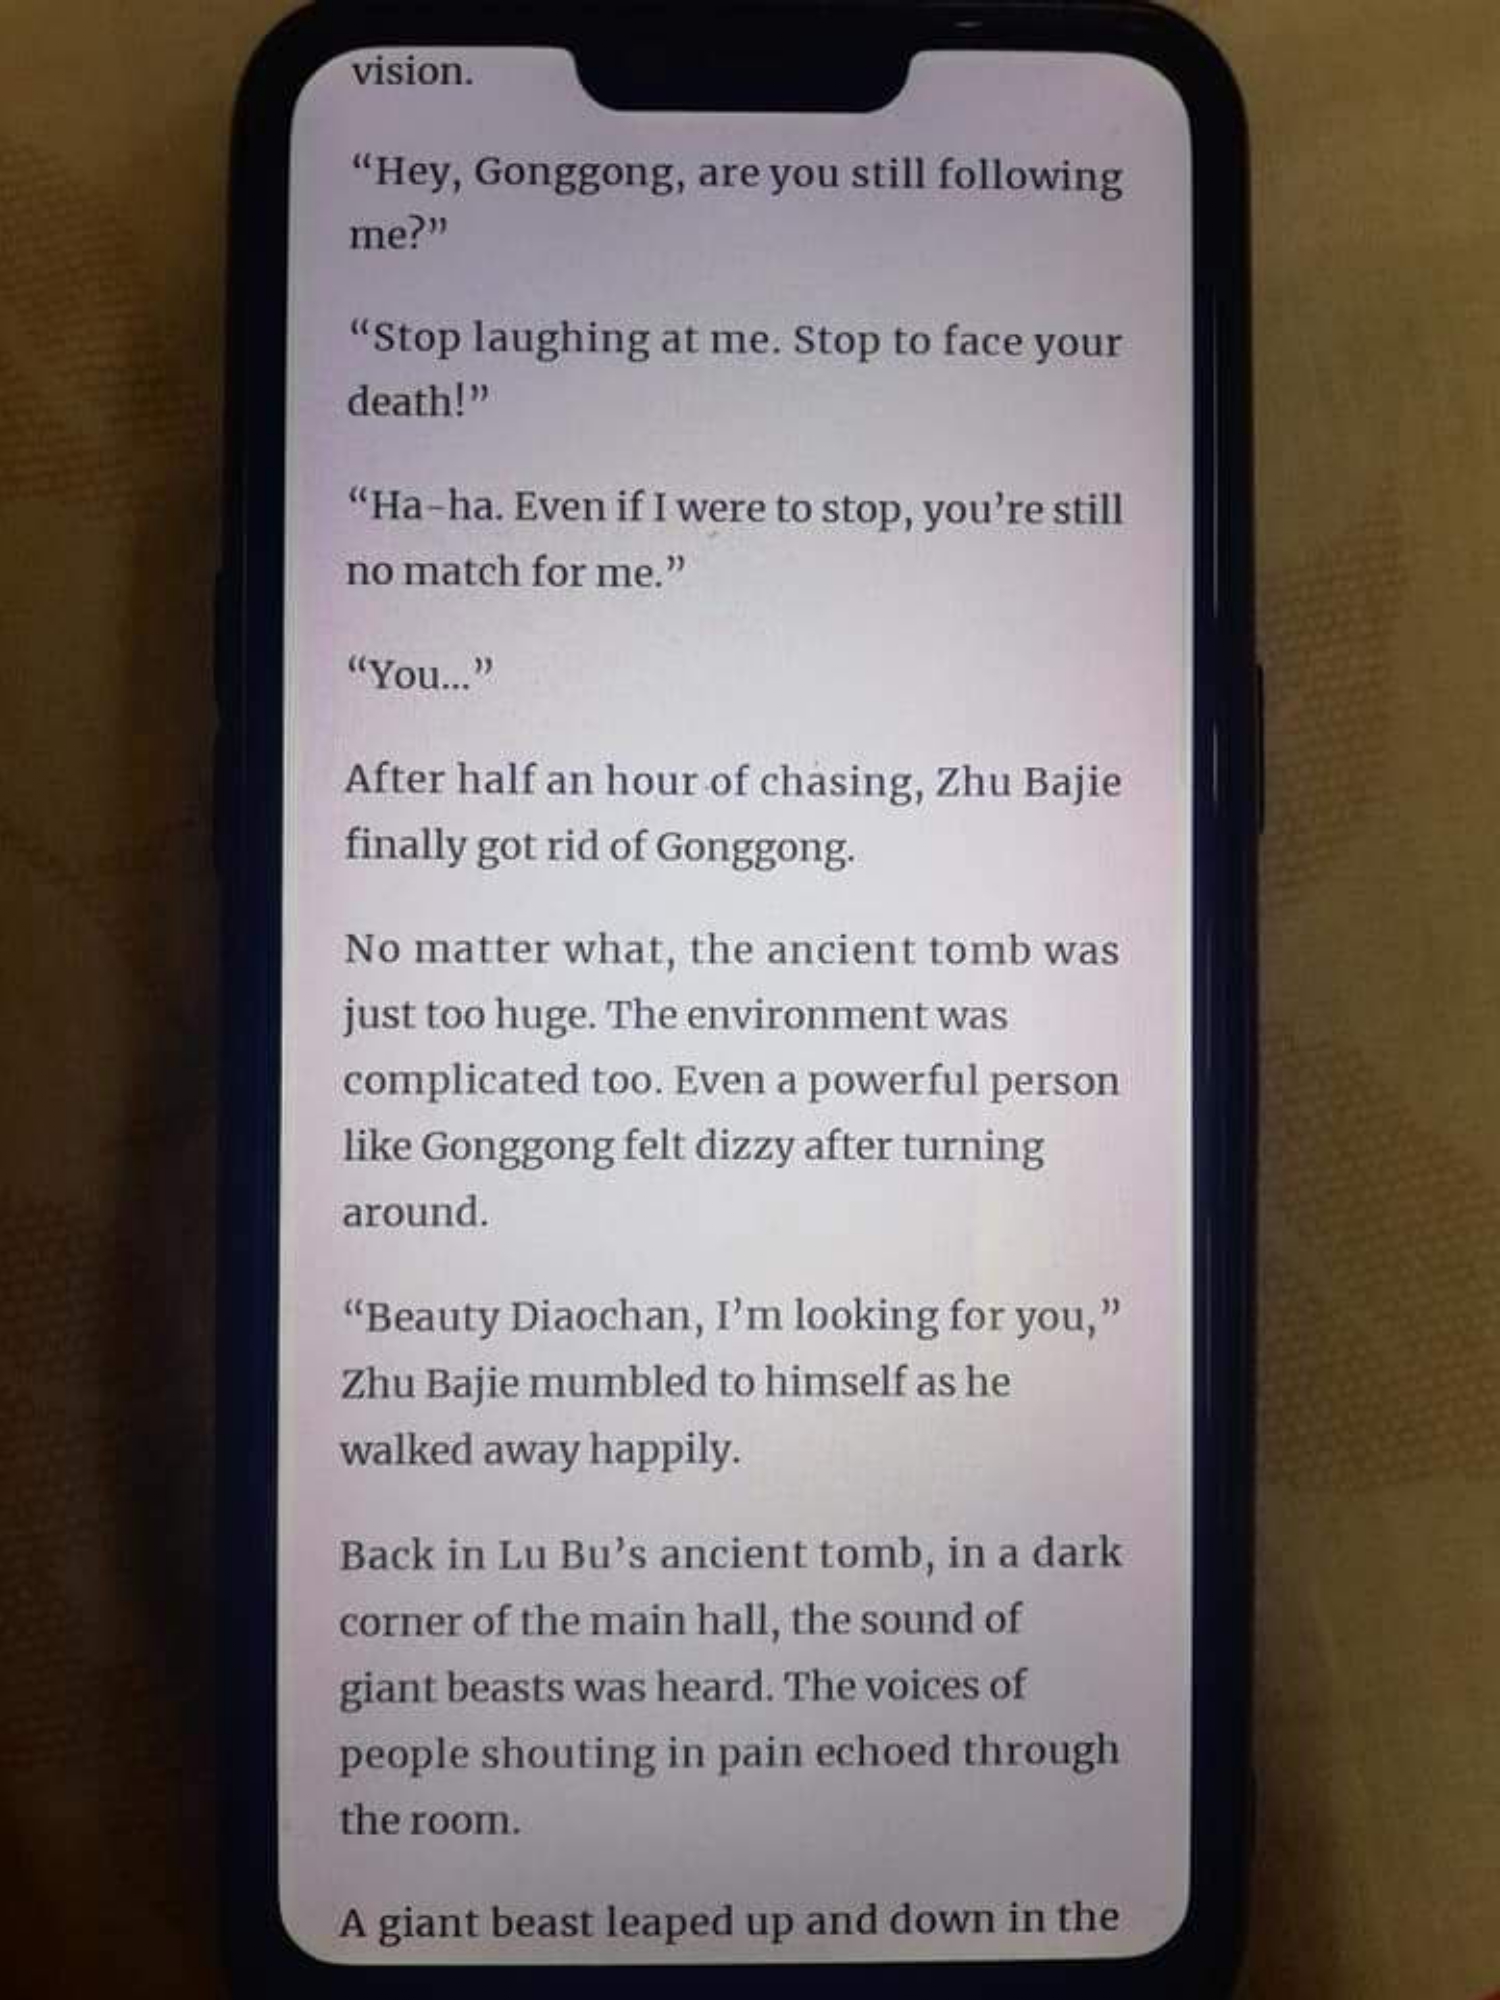 vision.
“Hey, Gonggong, are you still following
me?”
“Stop laughing at me. Stop to face your
death!”
“Ha-ha. Even if I were to stop, you’re still
no match for me.”
“You...”
After half an hour of chasing, Zhu Bajie
finally got rid of Gonggong.
No matter what, the ancient tomb was
just too huge. The environment was
complicated too. Even a powerful person
like Gonggong felt dizzy after turning
around.
“Beauty Diaochan, I’m looking for you,”
Zhu Bajie mumbled to himself as he
walked away happily.
Back in Lu Bu’s ancient tomb, in a dark
corner of the main hall, the sound of
giant beasts was heard. The voices of
people shouting in pain echoed through
the room.
A giant beast leaped up and down in the